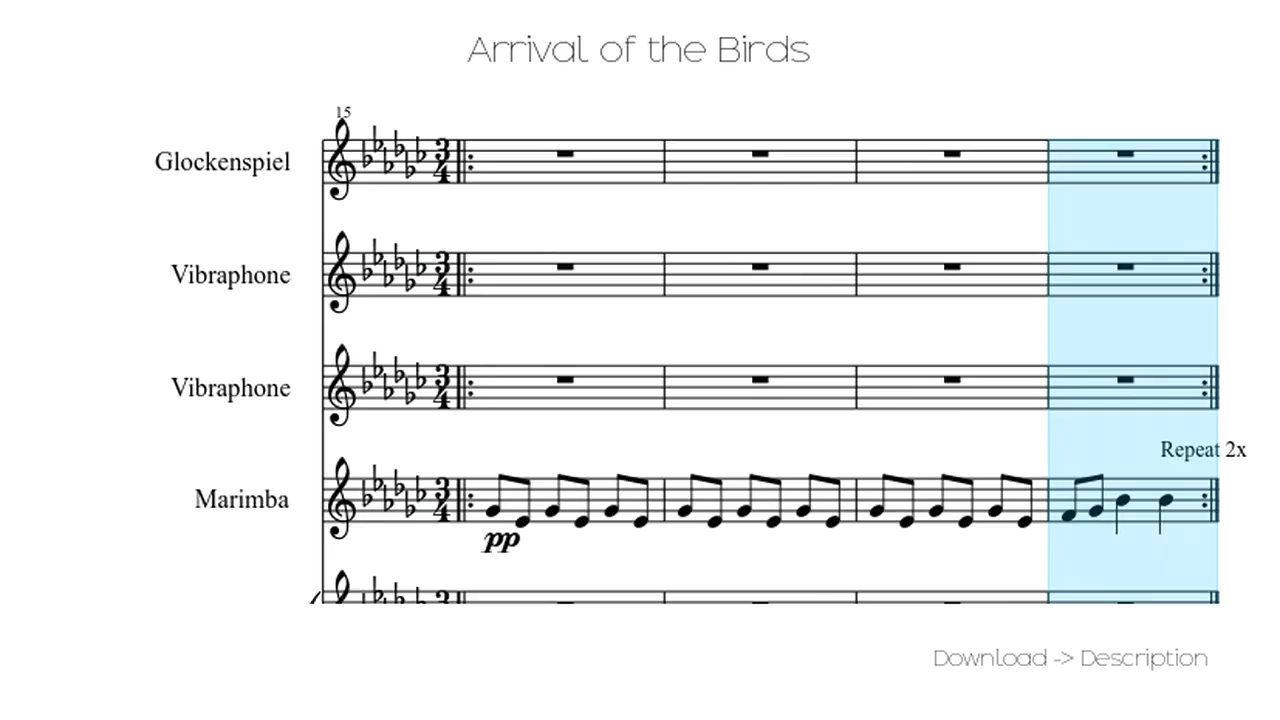 Arrival of the Birds
15
Glockenspiel
Vibraphone
Vibraphone
Repeat 2x
Marimba
pp
Download -> Description